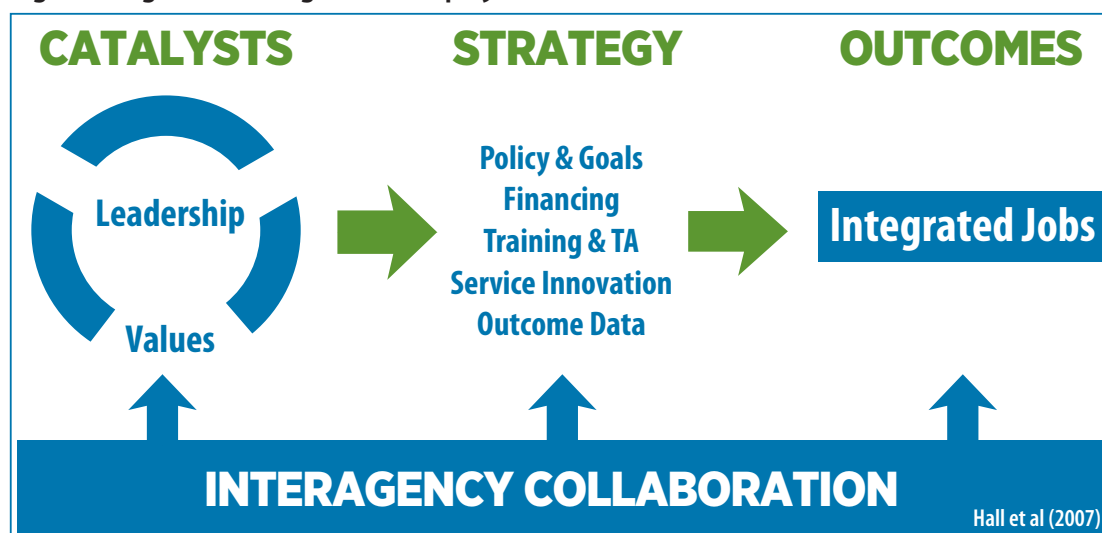 CATALYSTS
STRATEGY
OUTCOMES
Leadership
Values
Policy & Goals
Financing
Training & TA
Service Innovation
Outcome Data
Integrated Jobs
INTERAGENCY COLLABORATION
Hall et al (2007)